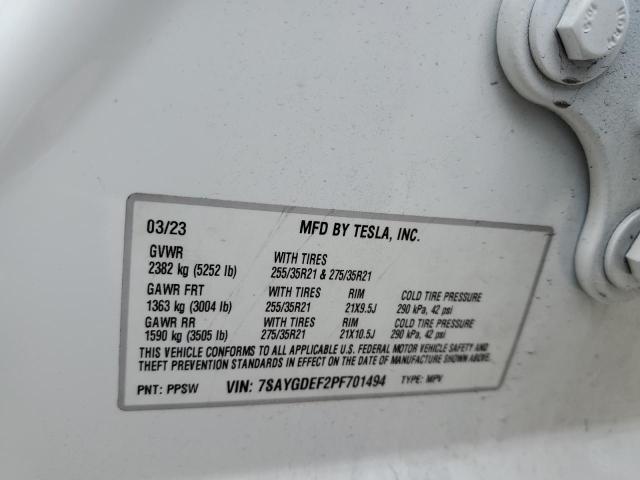 03/23 MFD BY TESLA, INC.
GVWR WITH TIRES
2382 kg (5252 lb) 255/35R21 & 275/35R21
GAWR FRT WITH TIRES RIM COLD TIRE PRESSURE
1363 kg (3004 lb) 255/35R21 21X9.5J 290 kPa, 42 psi
GAWR RR WITH TIRES RIM COLD TIRE PRESSURE
1590 kg (3505 lb) 275/35R21 21X10.5J 290 kPa, 42 psi
THIS VEHICLE CONFORMS TO ALL APPLICABLE U.S. FEDERAL MOTOR VEHICLE SAFETY AND
THEFT PREVENTION STANDARDS IN EFFECT ON THE DATE OF MANUFACTURE SHOWN ABOVE.
PNT: PPSW VIN: 7SAYGDEF2PF701494 TYPE: MPV